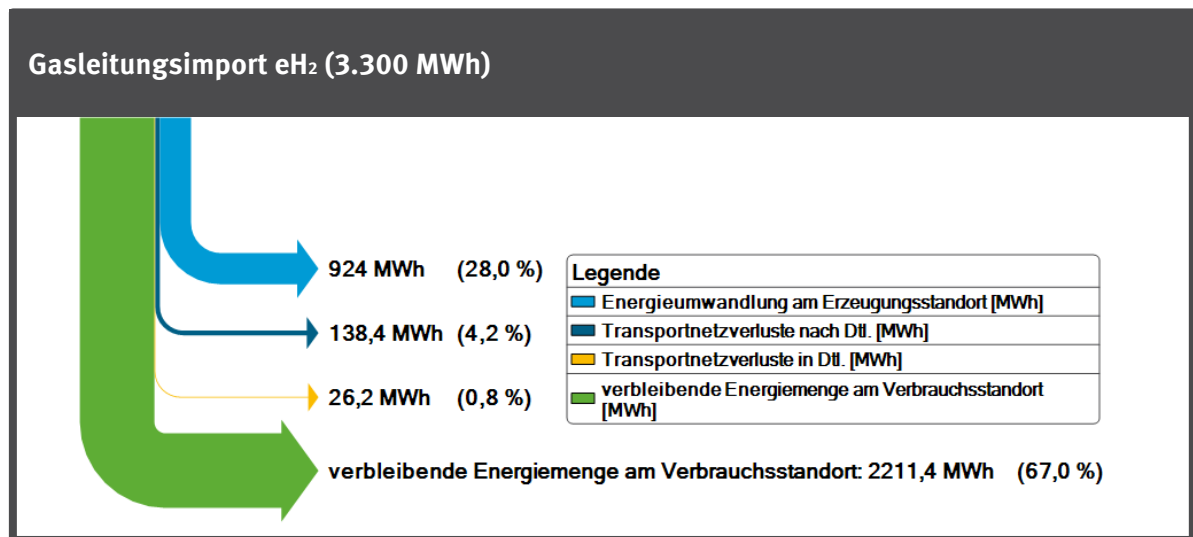 Gasleitungsimport eH₂ (3.300 MWh)
924 MWh (28,0 %)
138,4 MWh (4,2 %)
26,2 MWh (0,8 %)
verbleibende Energiemenge am Verbrauchsstandort: 2211,4 MWh (67,0 %)
Legende
Energieumwandlung am Erzeugungsstandort [MWh]
Transportnetzverluste nach Dtl. [MWh]
Transportnetzverluste in Dtl. [MWh]
verbleibende Energiemenge am Verbrauchsstandort
[MWh]